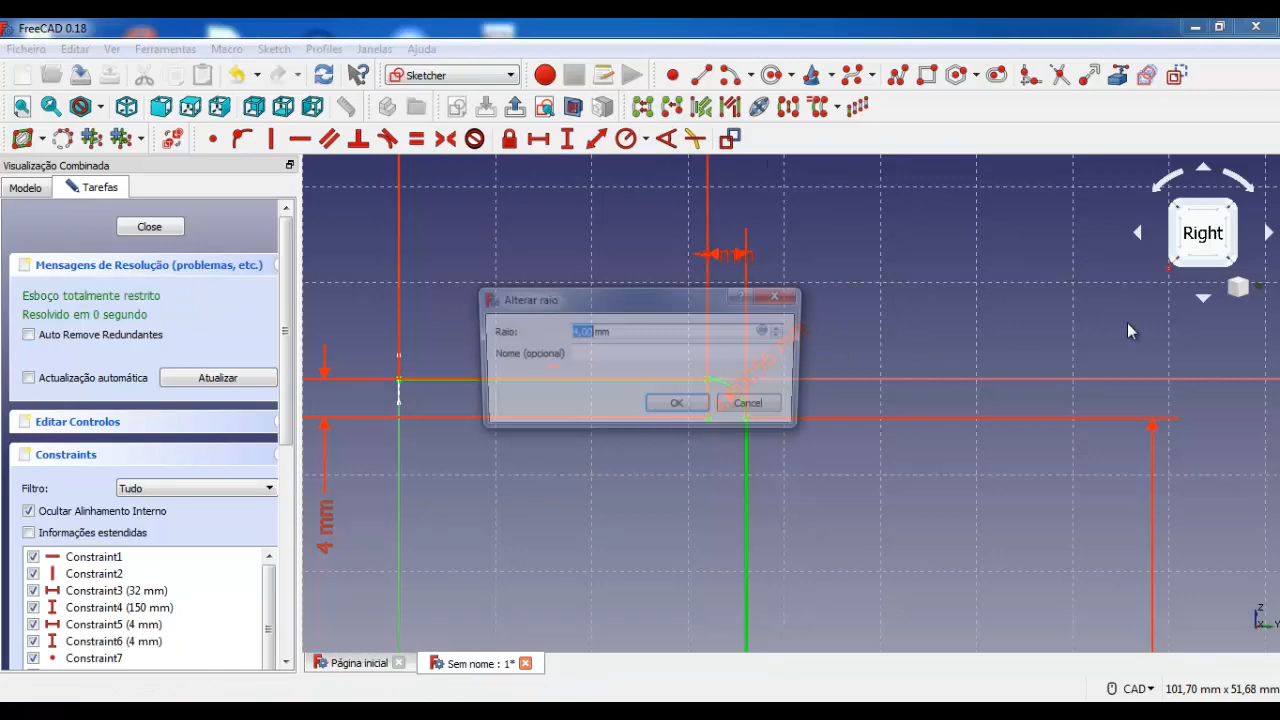 FreeCAD 0.18
Ficheiro Editar Ver Ferramentas Macro Sketch Profiles Janelas Ajuda
Sketcher
Visualização Combinada
Modelo Tarefas
Close
Mensagens de Resolução (problemas, etc.)
Esboço totalmente restrito
Resolvido em 0 segundo
Auto Remove Redundantes
Actualização automática Atualizar
Editar Controlos
Constraints
Filtro: Tudo
Ocultar Alinhamento Interno
Informações estendidas
Constraint1
Constraint2
Constraint3 (32 mm)
Constraint4 (150 mm)
Constraint5 (4 mm)
Constraint6 (4 mm)
Constraint7
Alterar raio
Raio: 4,00 mm
Nome (opcional)
OK Cancel
4 mm
Right
Z
X Y
Página inicial
Sem nome : 1*
CAD 101,70 mm x 51,68 mm